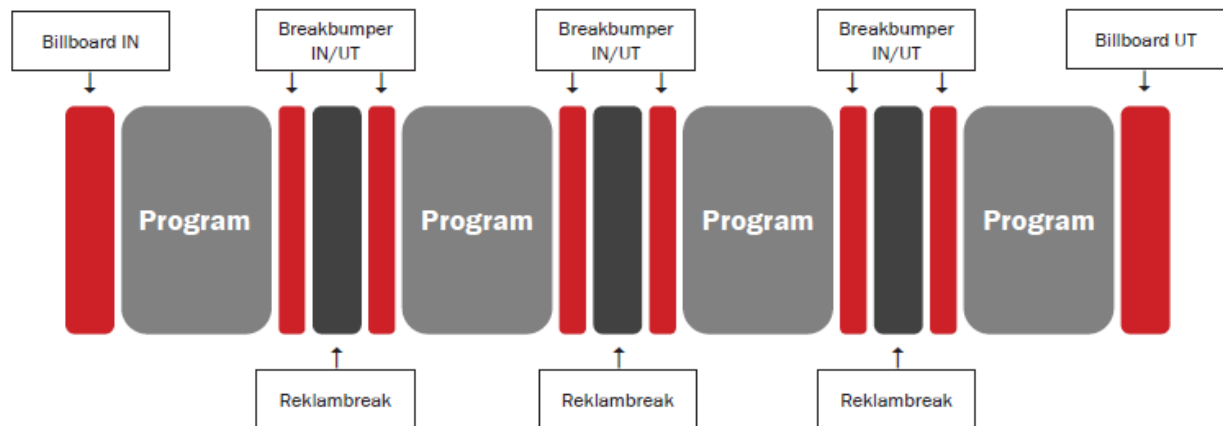 Billboard IN
Breakbumper
IN/UT
Breakbumper
IN/UT
Breakbumper
IN/UT
Billboard UT
Program
Program
Program
Program
Reklambreak
Reklambreak
Reklambreak